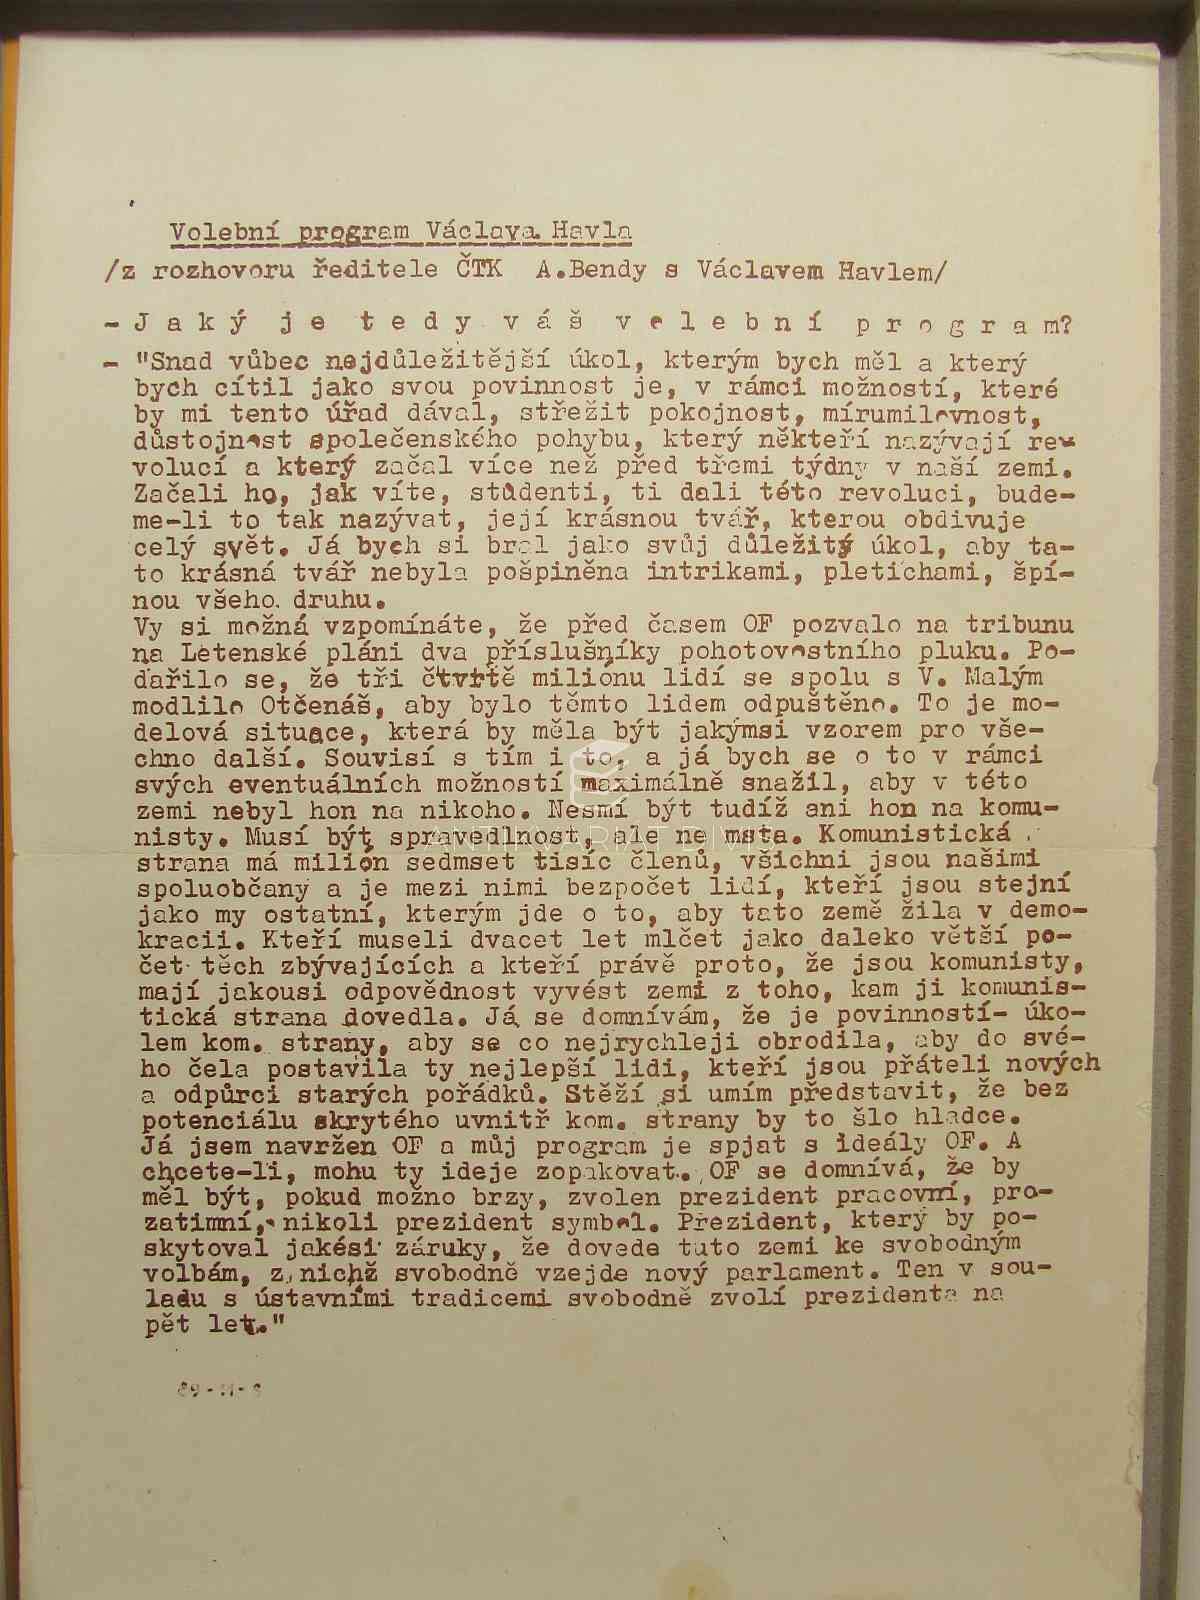 Volební program Václava Havla
/z rozhovoru ředitele ČTK A.Bendy s Václavem Havlem/
- J a k ý j e t e d y v á š v o l e b n í p r o g r a m?
- "Snad vůbec nejdůležitější úkol, kterým bych měl a který
bych cítil jako svou povinnost je, v rámci možností, které
by mi tento úřad dával, střežit pokojnost, mírumilovnost,
důstojnost společenského pohybu, který někteří nazývají re-
volucí a který začal více než před třemi týdny v naší zemi.
Začali ho, jak víte, studenti, ti dali této revoluci, bude-
me-li to tak nazývat, její krásnou tvář, kterou obdivuje
celý svět. Já bych si bral jako svůj důležitý úkol, aby ta-
to krásná tvář nebyla pošpiněna intrikami, pletichami, špí-
nou všeho druhu.
Vy si možná vzpomínáte, že před časem OF pozvalo na tribunu
na Letenské pláni dva příslušníky pohotovostního pluku. Po-
dařilo se, že tři čtvrtě miliónu lidí se spolu s V. Malým
modlilo Otčenáš, aby bylo těmto lidem odpuštěno. To je mo-
delová situace, která by měla být jakýmsi vzorem pro vše-
chno další. Souvisí s tím i to, a já bych se o to v rámci
svých eventuálních možností maximálně snažil, aby v této
zemi nebyl hon na nikoho. Nesmí být tudíž ani hon na komu-
nisty. Musí být spravedlnost, ale ne msta. Komunistická
strana má milión sedmset tisíc členů, všichni jsou našimi
spoluobčany a je mezi nimi bezpočet lidí, kteří jsou stejní
jako my ostatní, kterým jde o to, aby tato země žila v demo-
kracii. Kteří museli dvacet let mlčet jako daleko větší po-
čet těch zbývajících a kteří právě proto, že jsou komunisty,
mají jakousi odpovědnost vyvést zemi z toho, kam ji komunis-
tická strana dovedla. Já se domnívám, že je povinností- úko-
lem kom. strany, aby se co nejrychleji obrodila, aby do své-
ho čela postavila ty nejlepší lidi, kteří jsou přáteli nových
a odpůrci starých pořádků. Stěží si umím představit, že bez
potenciálu skrytého uvnitř kom. strany by to šlo hladce.
Já jsem navržen OF a můj program je spjat s ideály OF. A
chcete-li, mohu ty ideje zopakovat. OF se domnívá, že by
měl být, pokud možno brzy, zvolen prezident pracovní, pro-
zatimní, nikoli prezident symbol. Prezident, který by po-
skytoval jakési záruky, že dovede tuto zemi ke svobodným
volbám, z nichž svobodně vzejde nový parlament. Ten v sou-
ladu s ústavními tradicemi svobodně zvolí prezidenta na
pět let."
ANTIKVARIÁT DIVIŠ